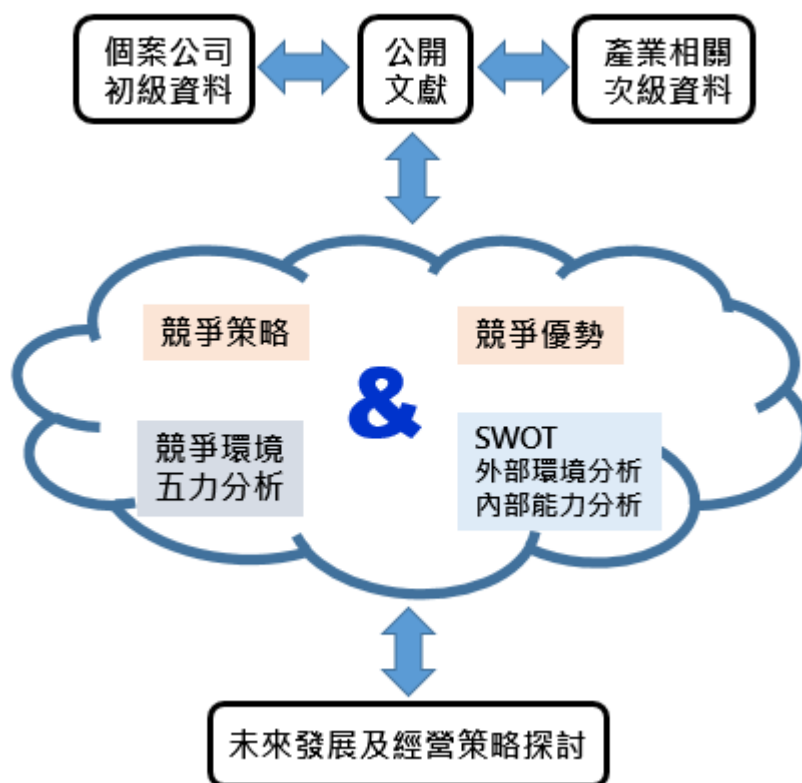 個案公司
初級資料
公開
文獻
產業相關
次級資料
競爭策略
競爭優勢
&
競爭環境
五力分析
SWOT
外部環境分析
內部能力分析
未來發展及經營策略探討